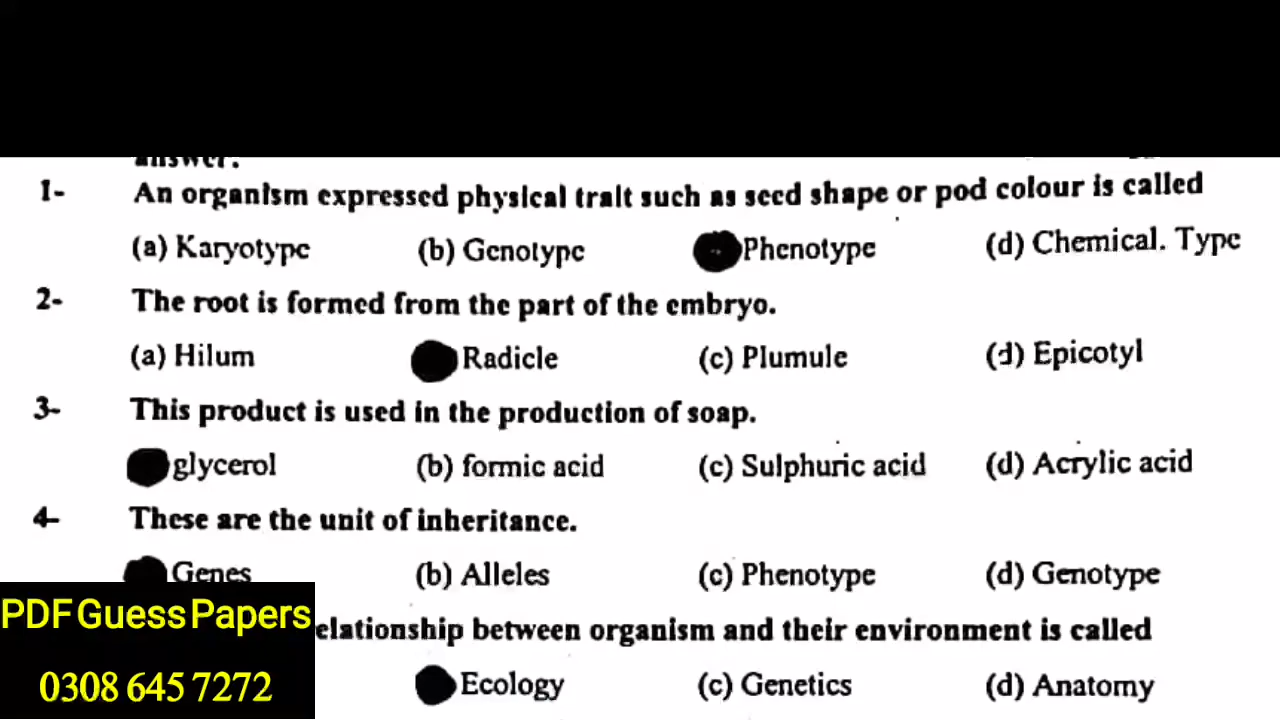 answer.
1- An organism expressed physical trait such as seed shape or pod colour is called
(a) Karyotype (b) Genotype Phenotype (d) Chemical. Type
2- The root is formed from the part of the embryo.
(a) Hilum Radicle (c) Plumule (d) Epicotyl
3- This product is used in the production of soap.
glycerol (b) formic acid (c) Sulphuric acid (d) Acrylic acid
4- These are the unit of inheritance.
Genes (b) Alleles (c) Phenotype (d) Genotype
elationship between organism and their environment is called
Ecology (c) Genetics (d) Anatomy
PDF Guess Papers
0308 645 7272